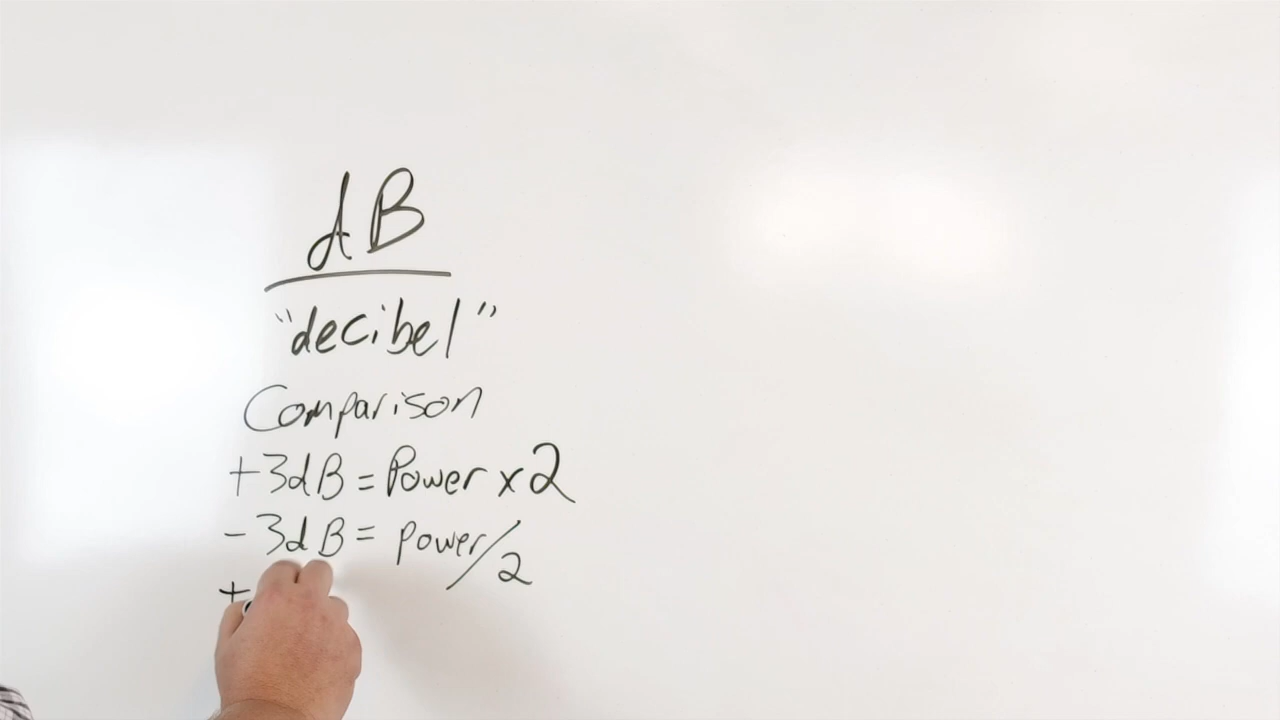 dB
"decibel"
Comparison
+3dB = Power x 2
- 3dB = power/2
+